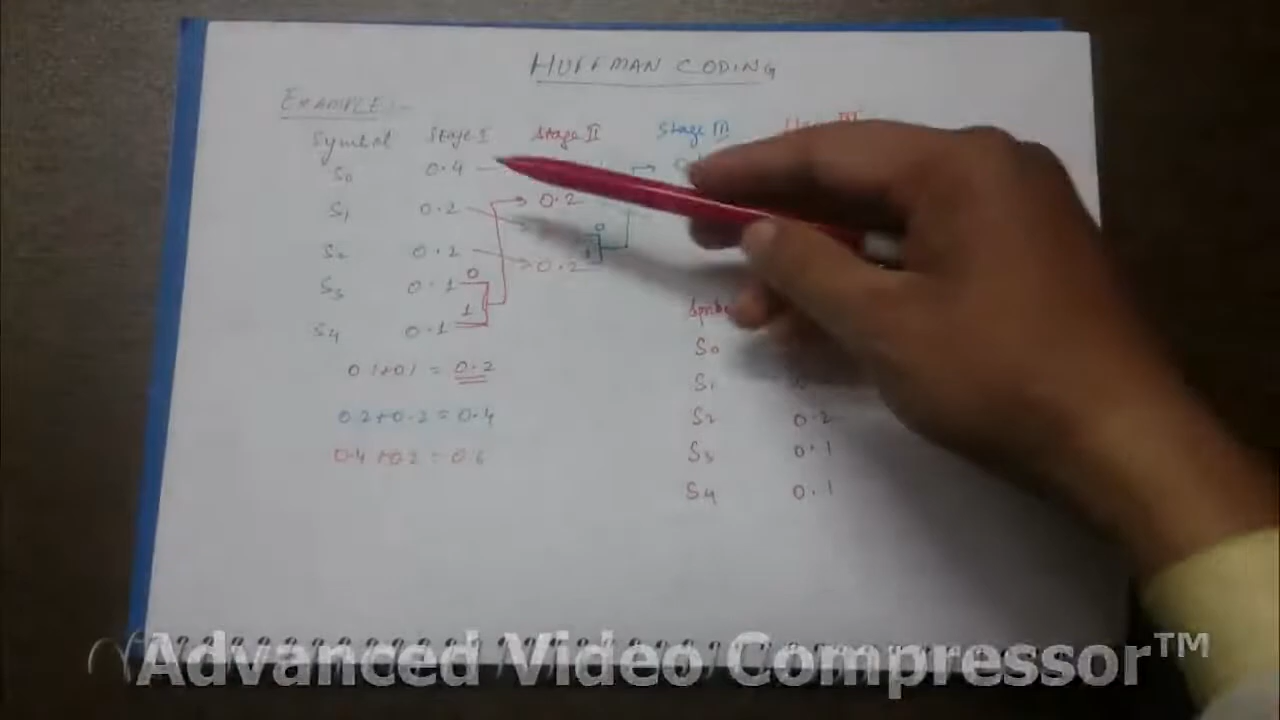 HUFFMAN CODING
EXAMPLE:-
Symbol Stage I Stage II Stage III
S0 0.4
S1 0.2 0.2
S2 0.2 0.2
S3 0.1 0
S4 0.1 1
0
1
0.1+0.1 = 0.2
0.2+0.2 = 0.4
0.4+0.2 = 0.6
S0
S1
S2 0.2
S3 0.1
S4 0.1
Advanced Video Compressor™